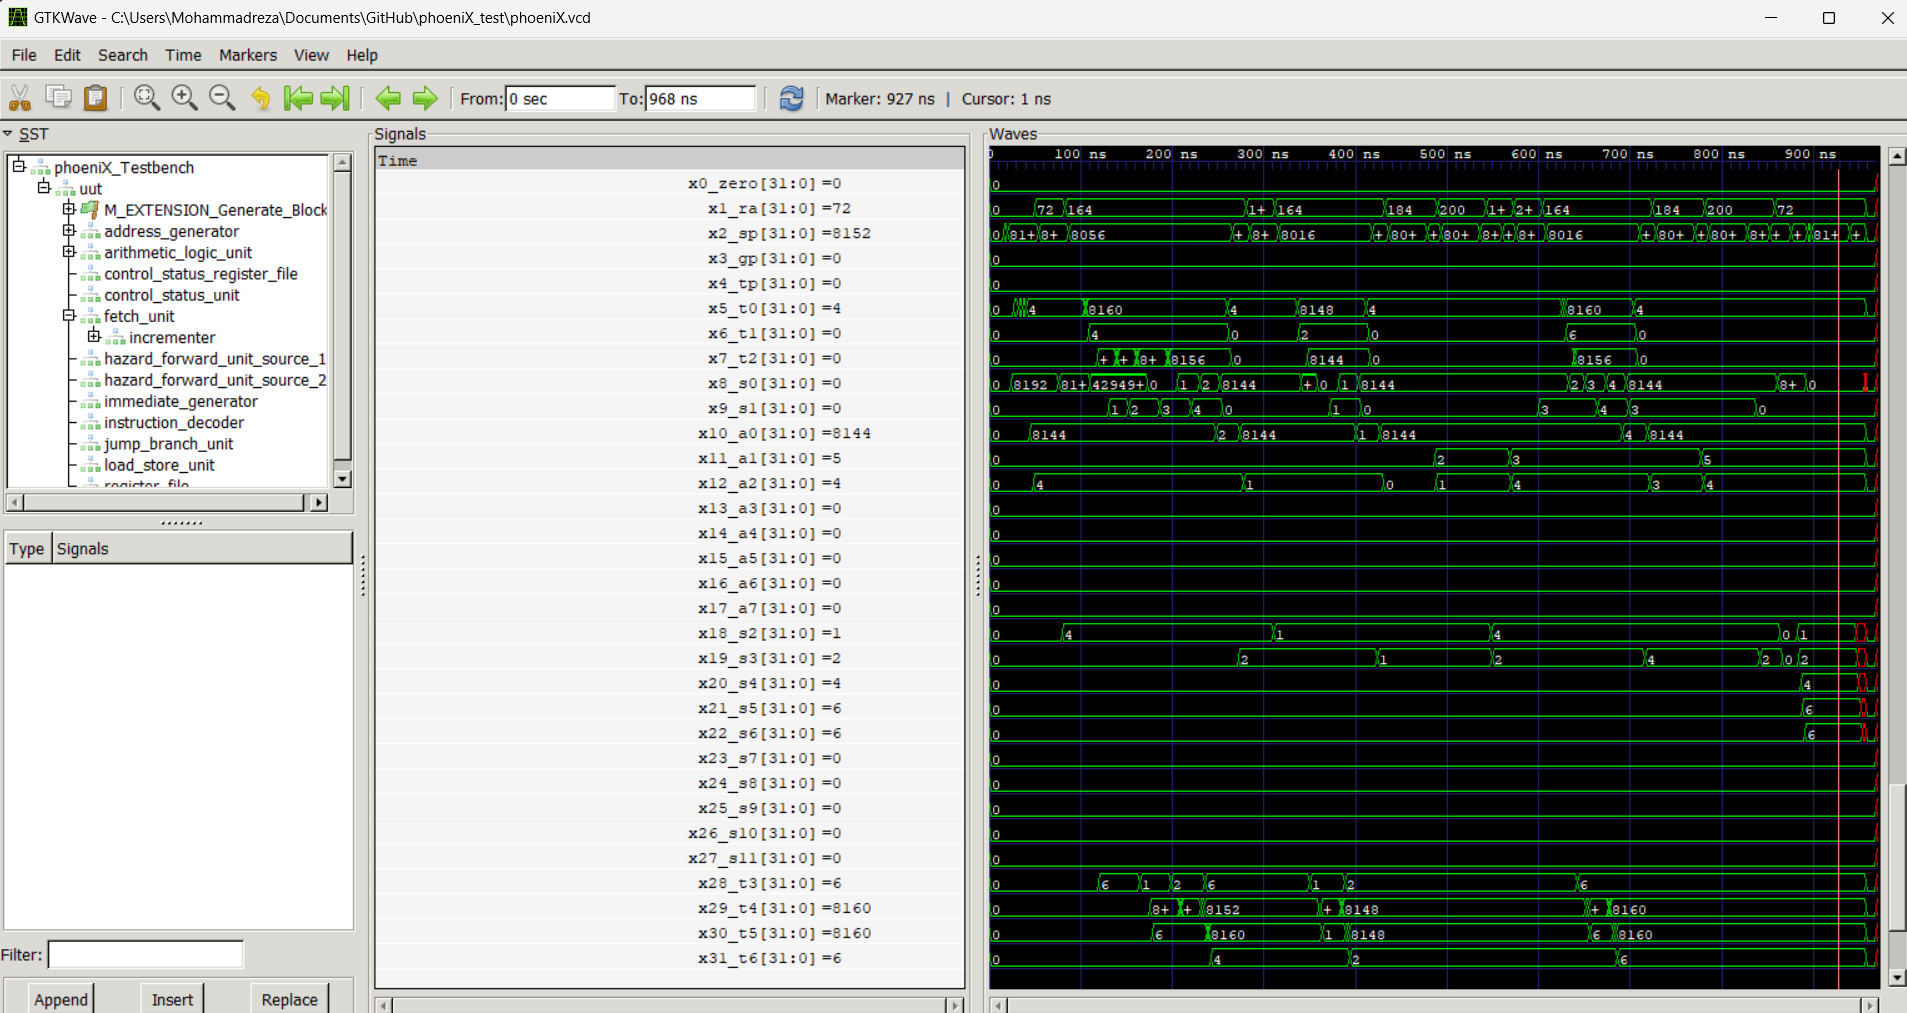 GTKWave - C:\Users\Mohammadreza\Documents\GitHub\phoeniX_test\phoeniX.vcd
File Edit Search Time Markers View Help
From: 0 sec To: 968 ns Marker: 927 ns | Cursor: 1 ns
SST
phoeniX_Testbench
uut
M_EXTENSION_Generate_Block
address_generator
arithmetic_logic_unit
control_status_register_file
control_status_unit
fetch_unit
incrementer
hazard_forward_unit_source_1
hazard_forward_unit_source_2
immediate_generator
instruction_decoder
jump_branch_unit
load_store_unit
register_file
Type Signals
Filter:
Append Insert Replace
Signals
Time
x0_zero[31:0] =0
x1_ra[31:0] =72
x2_sp[31:0] =8152
x3_gp[31:0] =0
x4_tp[31:0] =0
x5_t0[31:0] =4
x6_t1[31:0] =0
x7_t2[31:0] =0
x8_s0[31:0] =0
x9_s1[31:0] =0
x10_a0[31:0] =8144
x11_a1[31:0] =5
x12_a2[31:0] =4
x13_a3[31:0] =0
x14_a4[31:0] =0
x15_a5[31:0] =0
x16_a6[31:0] =0
x17_a7[31:0] =0
x18_s2[31:0] =1
x19_s3[31:0] =2
x20_s4[31:0] =4
x21_s5[31:0] =6
x22_s6[31:0] =6
x23_s7[31:0] =0
x24_s8[31:0] =0
x25_s9[31:0] =0
x26_s10[31:0] =0
x27_s11[31:0] =0
x28_t3[31:0] =6
x29_t4[31:0] =8160
x30_t5[31:0] =8160
x31_t6[31:0] =6
Waves
0 100 ns 200 ns 300 ns 400 ns 500 ns 600 ns 700 ns 800 ns 900 ns
0
0 72 164 1+ 164 184 200 1+ 2+ 164 184 200 72
0 81+ 8+ 8056 + 8+ 8016 + 80+ + 80+ 8+ + 8+ 8016 + 80+ + 80+ 8+ + + 81+ +
0
0
0 4 8160 4 8148 4 8160 4
0 4 0 2 0 6 0
0 + + 8+ 8156 0 8144 0 8156 0
0 8192 81+ 42949+ 0 1 2 8144 + 0 1 8144 2 3 4 8144 8+ 0
0 1 2 3 4 0 1 0 3 4 3 0
0 8144 2 8144 1 8144 4 8144
0 2 3 5
0 4 1 0 1 4 3 4
0
0
0
0
0
0 4 1 4 0 1
0 2 1 2 4 2 0 2
0 4
0 6
0 6
0
0
0
0
0
0 6 1 2 6 1 2 6
0 8+ + 8152 + 8148 + 8160
0 6 8160 1 8148 6 8160
0 4 2 6